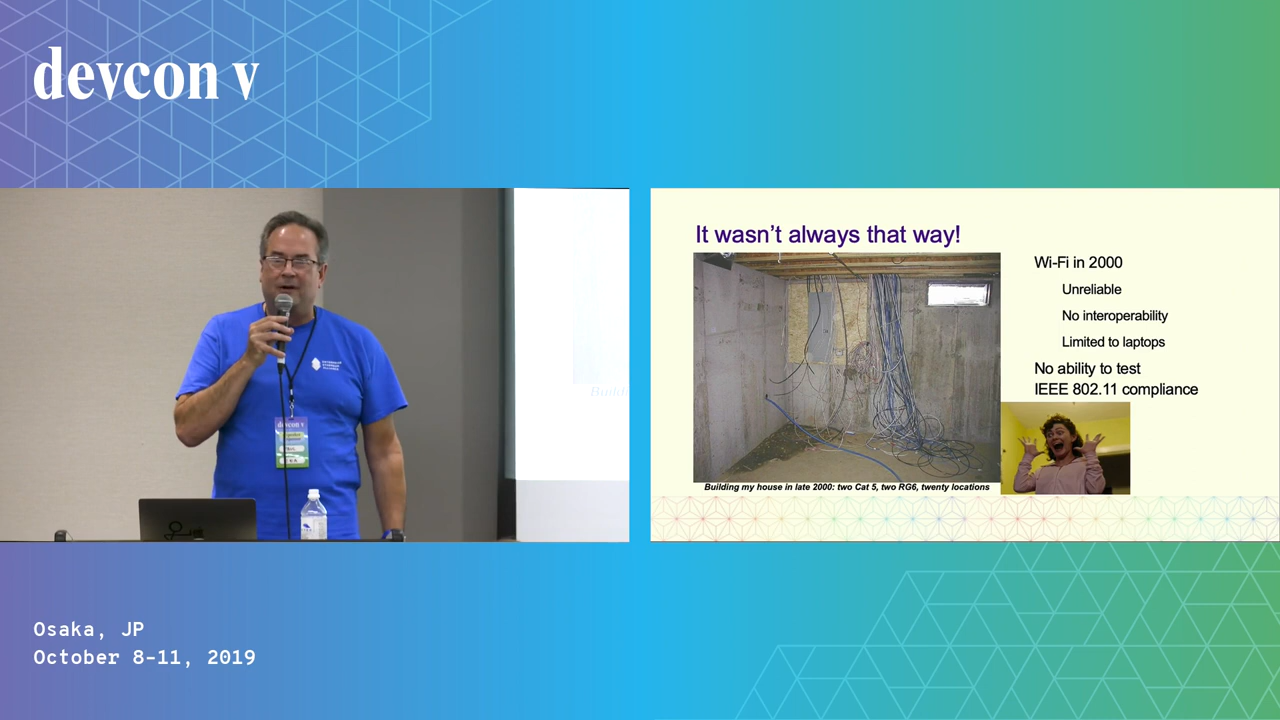 devcon v
It wasn't always that way!
Wi-Fi in 2000
Unreliable
No interoperability
Limited to laptops
No ability to test
IEEE 802.11 compliance
Building my house in late 2000: two Cat 5, two RG6, twenty locations
devcon v
Osaka, JP
October 8-11, 2019